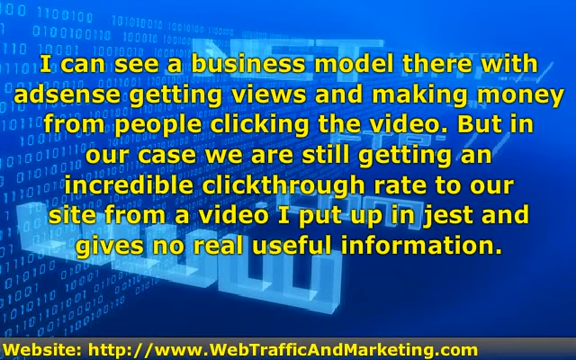 I can see a business model there with
adsense getting views and making money
from people clicking the video. But in
our case we are still getting an
incredible clickthrough rate to our
site from a video I put up in jest and
gives no real useful information.
Website: http://www.WebTrafficAndMarketing.com